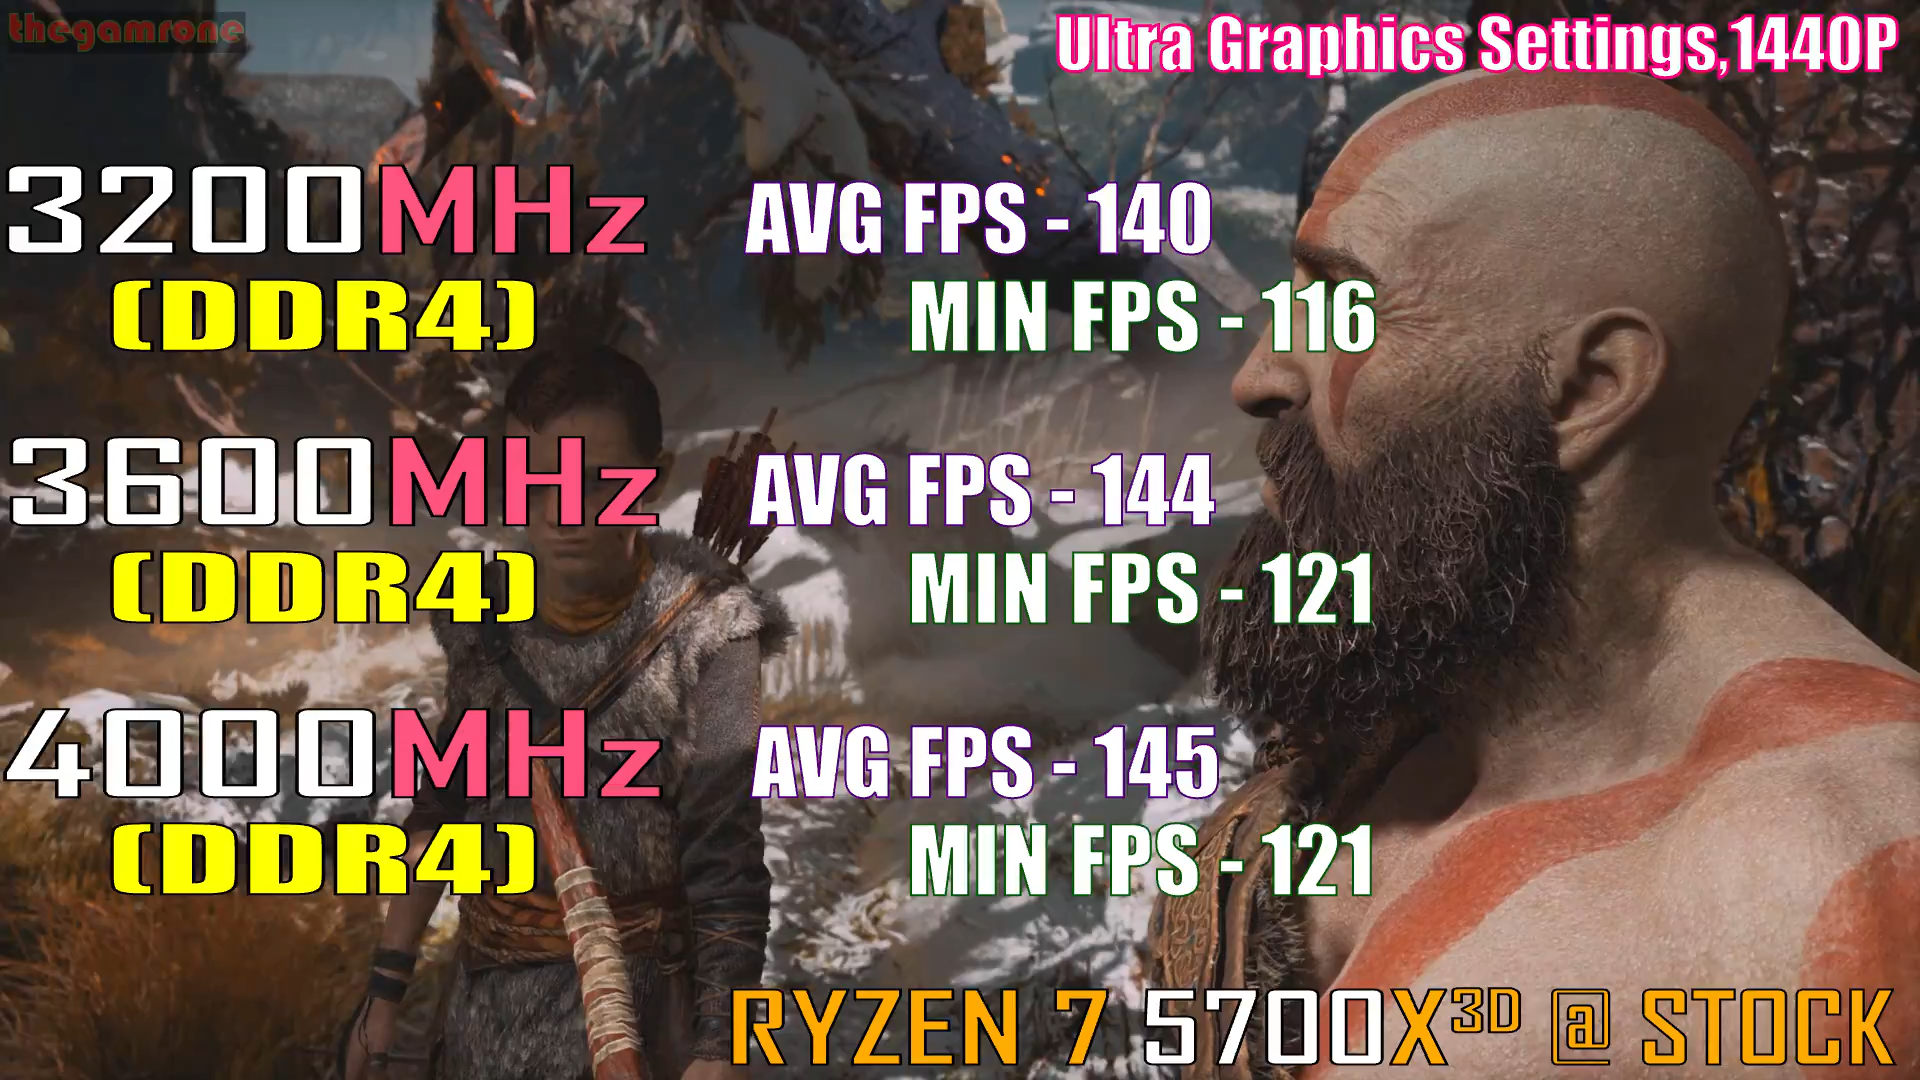 thegamrone
Ultra Graphics Settings,1440P
3200MHz
AVG FPS - 140
(DDR4)
MIN FPS - 116
3600MHz
AVG FPS - 144
(DDR4)
MIN FPS - 121
4000MHz
AVG FPS - 145
(DDR4)
MIN FPS - 121
RYZEN 7 5700X3D @ STOCK